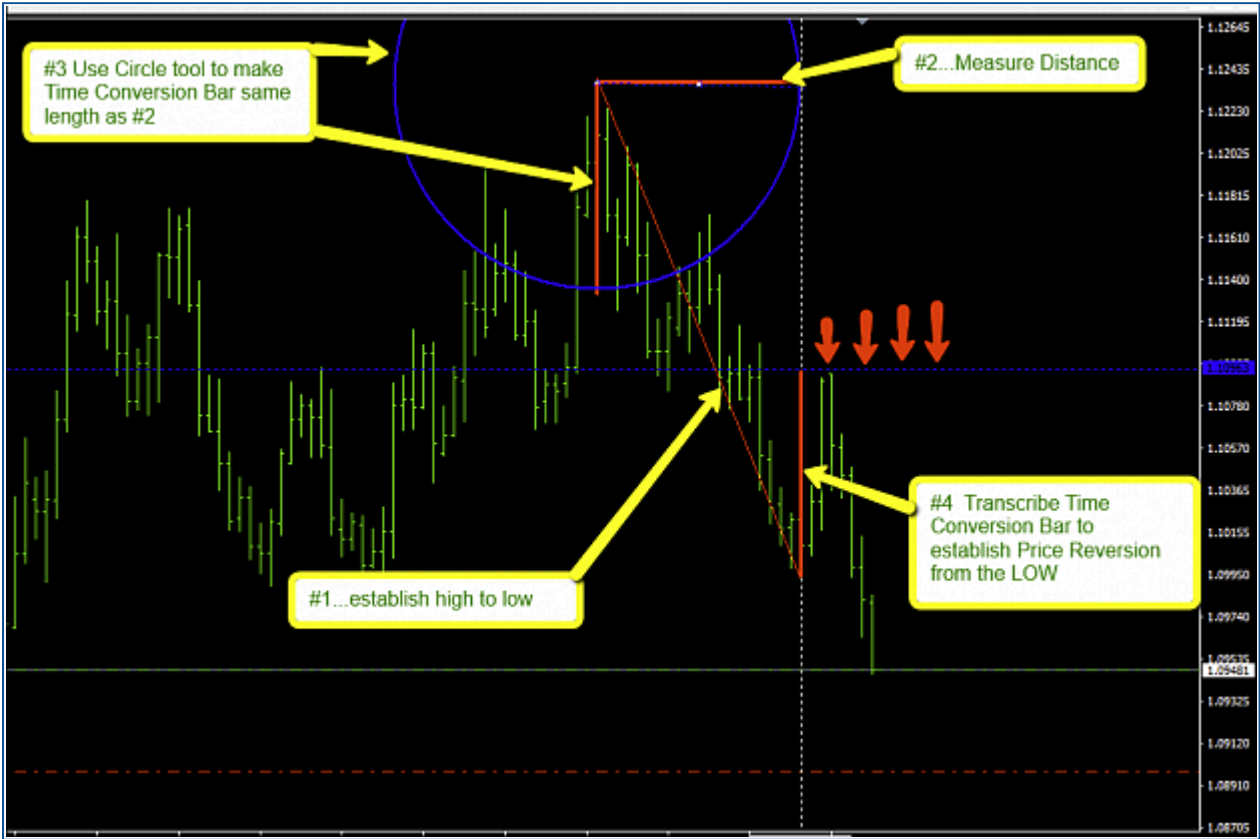 #3 Use Circle tool to make
Time Conversion Bar same
length as #2
#2...Measure Distance
#1...establish high to low
#4 Transcribe Time
Conversion Bar to
establish Price Reversion
from the LOW
1.12645
1.12435
1.12230
1.12025
1.11815
1.11610
1.11400
1.11195
1.10963
1.10780
1.10570
1.10365
1.10155
1.09950
1.09740
1.09535
1.09481
1.09325
1.09120
1.08910
1.08705